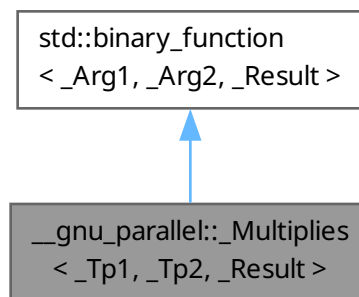 std::binary_function
< _Arg1, _Arg2, _Result >
__gnu_parallel::_Multiplies
< _Tp1, _Tp2, _Result >